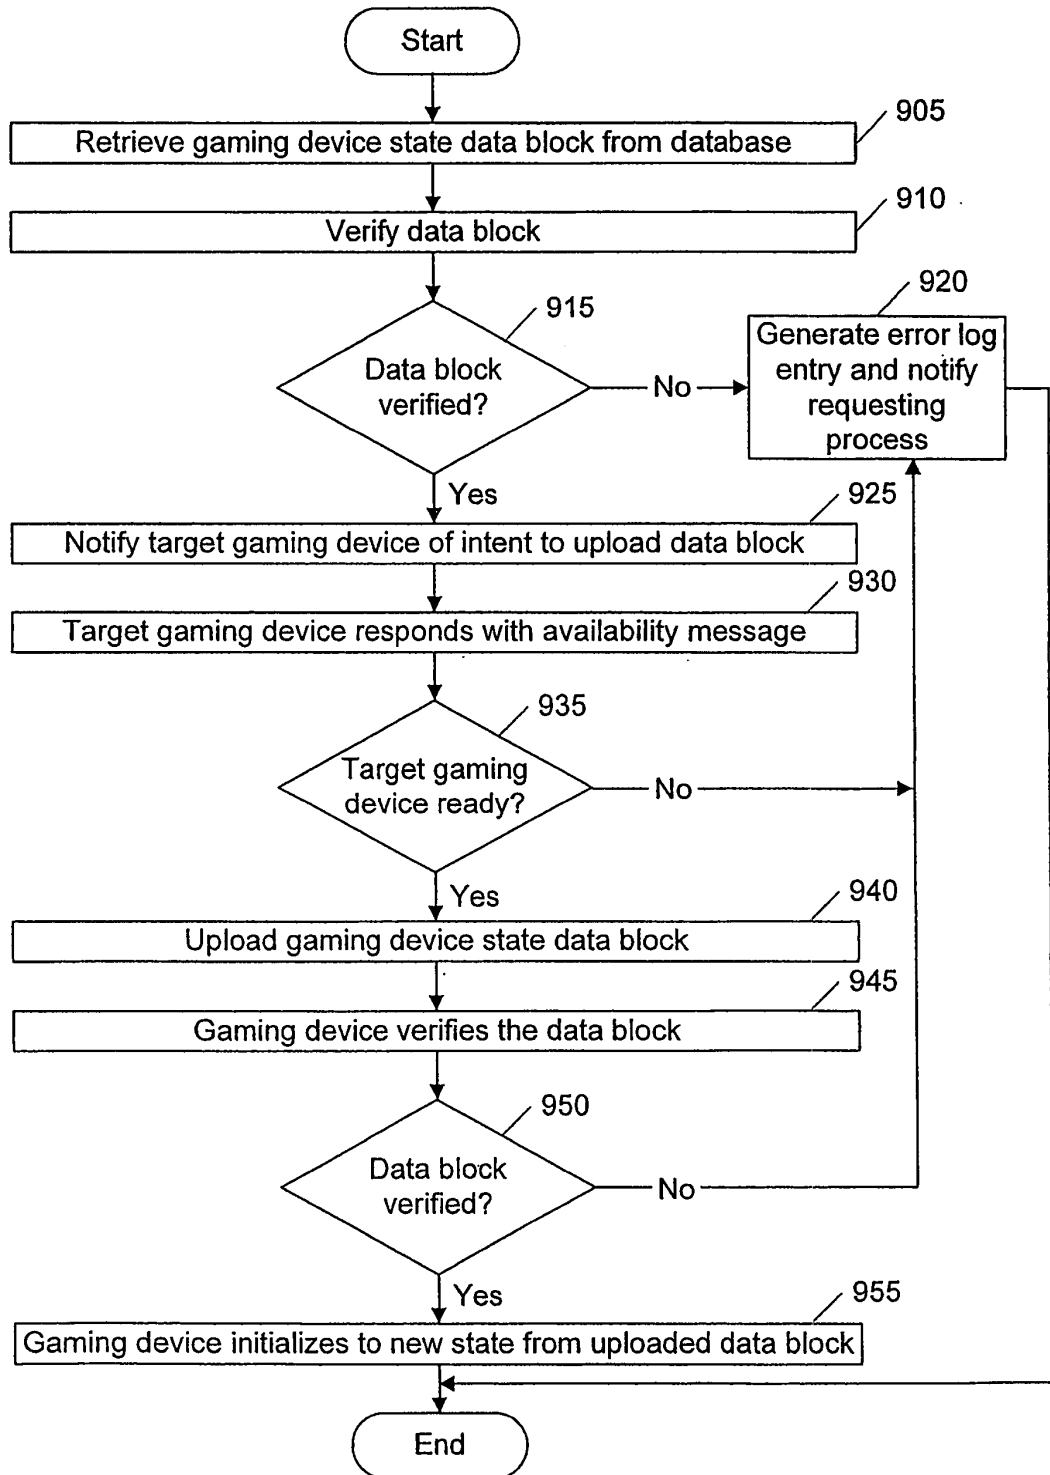 Start
905
Retrieve gaming device state data block from database
910
Verify data block
915
920
Data block
verified?
No
Generate error log
entry and notify
requesting
process
Yes
925
Notify target gaming device of intent to upload data block
930
Target gaming device responds with availability message
935
Target gaming
device ready?
No
Yes
940
Upload gaming device state data block
945
Gaming device verifies the data block
950
Data block
verified?
No
Yes
955
Gaming device initializes to new state from uploaded data block
End